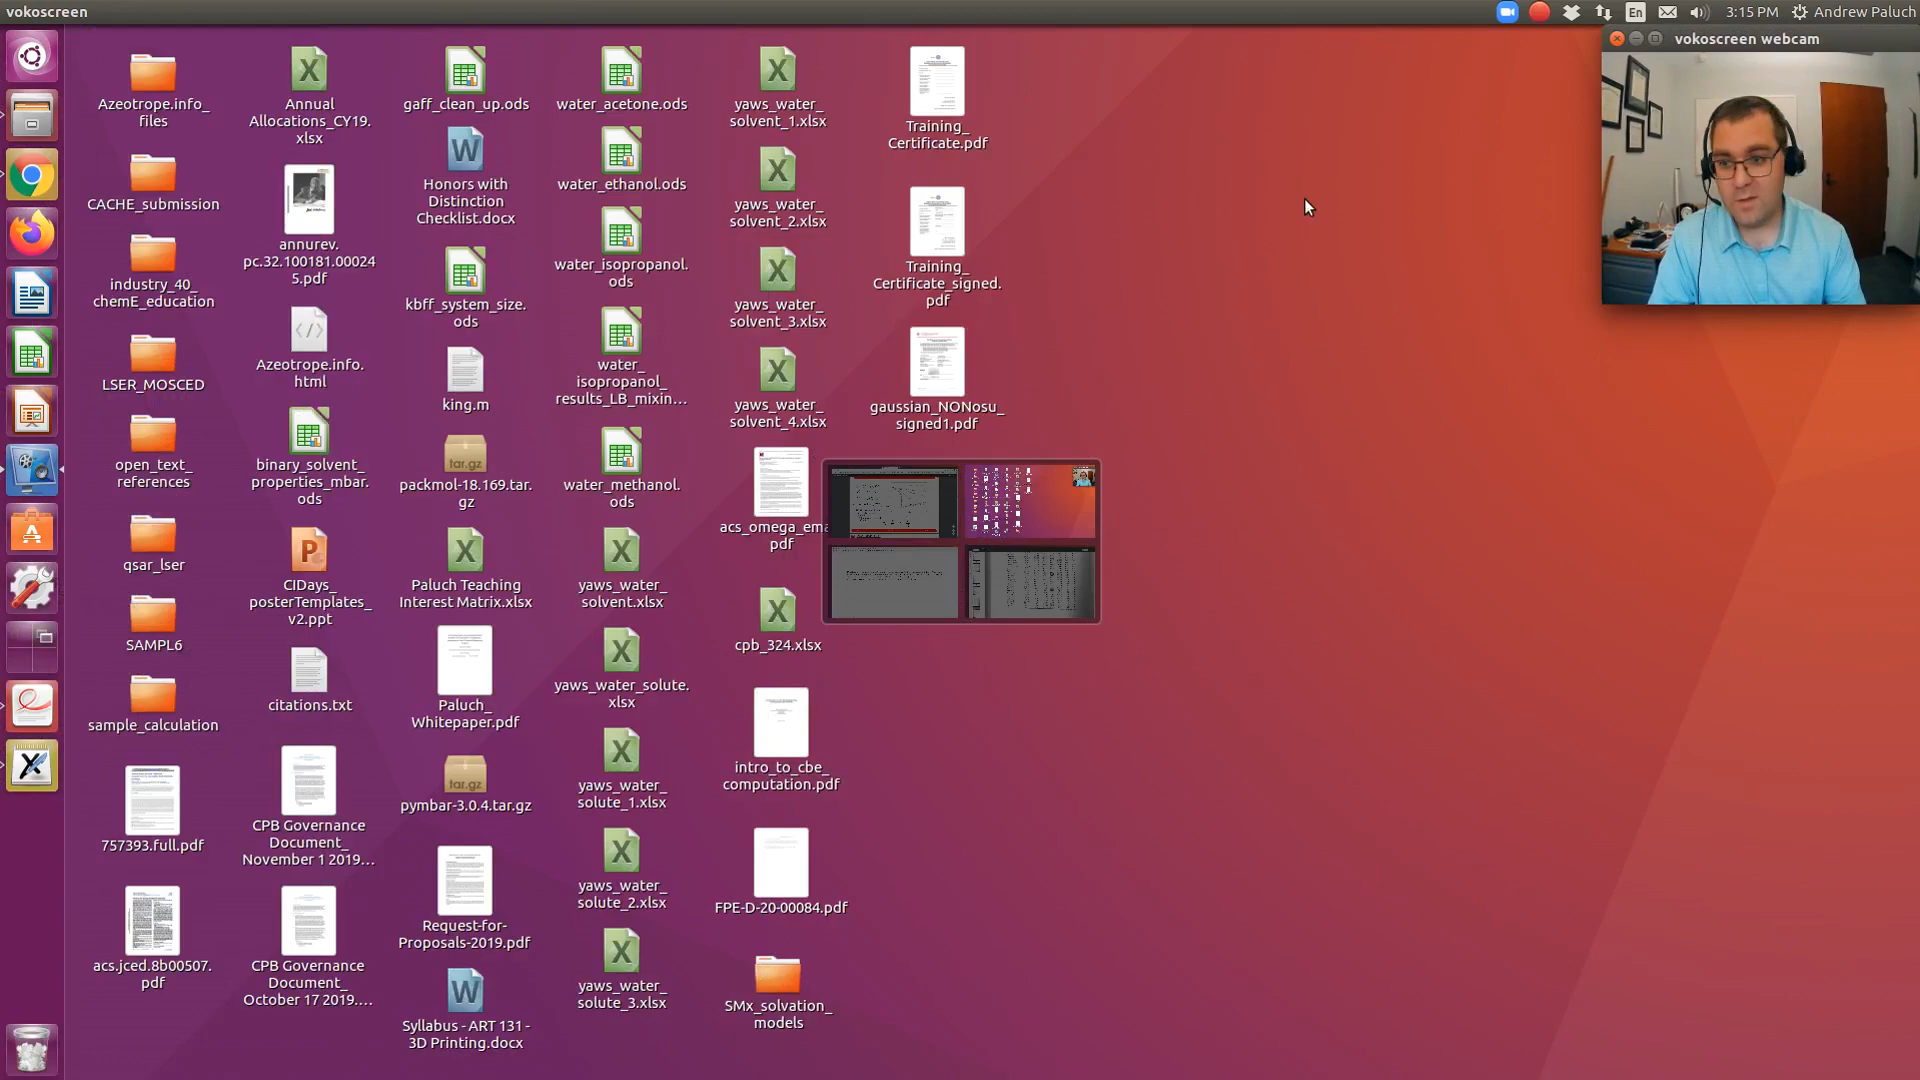 vokoscreen
En
3:15 PM
Andrew Paluch
vokoscreen webcam
Azeotrope.info_
files
CACHE_submission
industry_40_
chemE_education
LSER_MOSCED
open_text_
references
qsar_lser
SAMPL6
sample_calculation
757393.full.pdf
acs.jced.8b00507.
pdf
Annual
Allocations_CY19.
xlsx
annurev.
pc.32.100181.00024
5.pdf
Azeotrope.info.
html
binary_solvent_
properties_mbar.
ods
CIDays_
posterTemplates_
v2.ppt
citations.txt
CPB Governance
Document_
November 1 2019...
CPB Governance
Document_
October 17 2019....
gaff_clean_up.ods
Honors with
Distinction
Checklist.docx
kbff_system_size.
ods
king.m
tar.gz
packmol-18.169.tar.
gz
Paluch Teaching
Interest Matrix.xlsx
Paluch_
Whitepaper.pdf
tar.gz
pymbar-3.0.4.tar.gz
Request-for-
Proposals-2019.pdf
Syllabus - ART 131 -
3D Printing.docx
water_acetone.ods
water_ethanol.ods
water_isopropanol.
ods
water_
isopropanol_
results_LB_mixin...
water_methanol.
ods
yaws_water_
solvent.xlsx
yaws_water_solute.
xlsx
yaws_water_
solute_1.xlsx
yaws_water_
solute_2.xlsx
yaws_water_
solute_3.xlsx
yaws_water_
solvent_1.xlsx
yaws_water_
solvent_2.xlsx
yaws_water_
solvent_3.xlsx
yaws_water_
solvent_4.xlsx
acs_omega_ema
pdf
cpb_324.xlsx
intro_to_cbe_
computation.pdf
FPE-D-20-00084.pdf
SMx_solvation_
models
Training_
Certificate.pdf
Training_
Certificate_signed.
pdf
gaussian_NONosu_
signed1.pdf